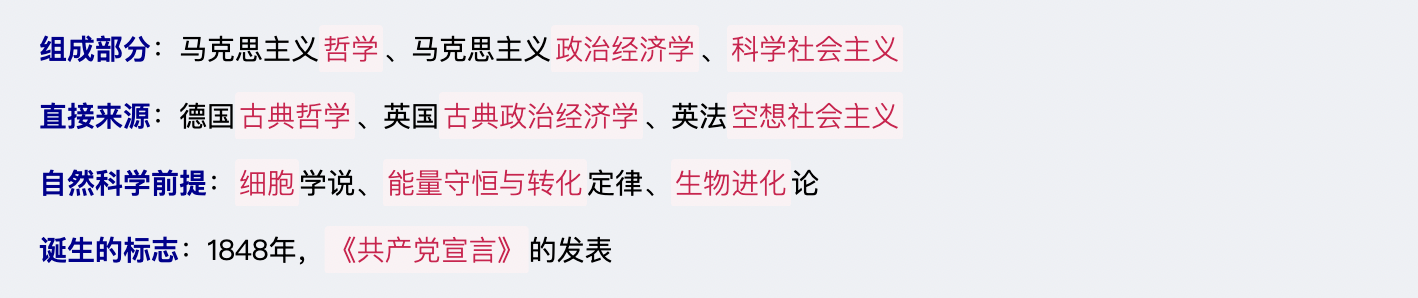 组成部分：马克思主义哲学、马克思主义政治经济学、科学社会主义
直接来源：德国古典哲学、英国古典政治经济学、英法空想社会主义
自然科学前提：细胞学说、能量守恒与转化定律、生物进化论
诞生的标志：1848年，《共产党宣言》的发表